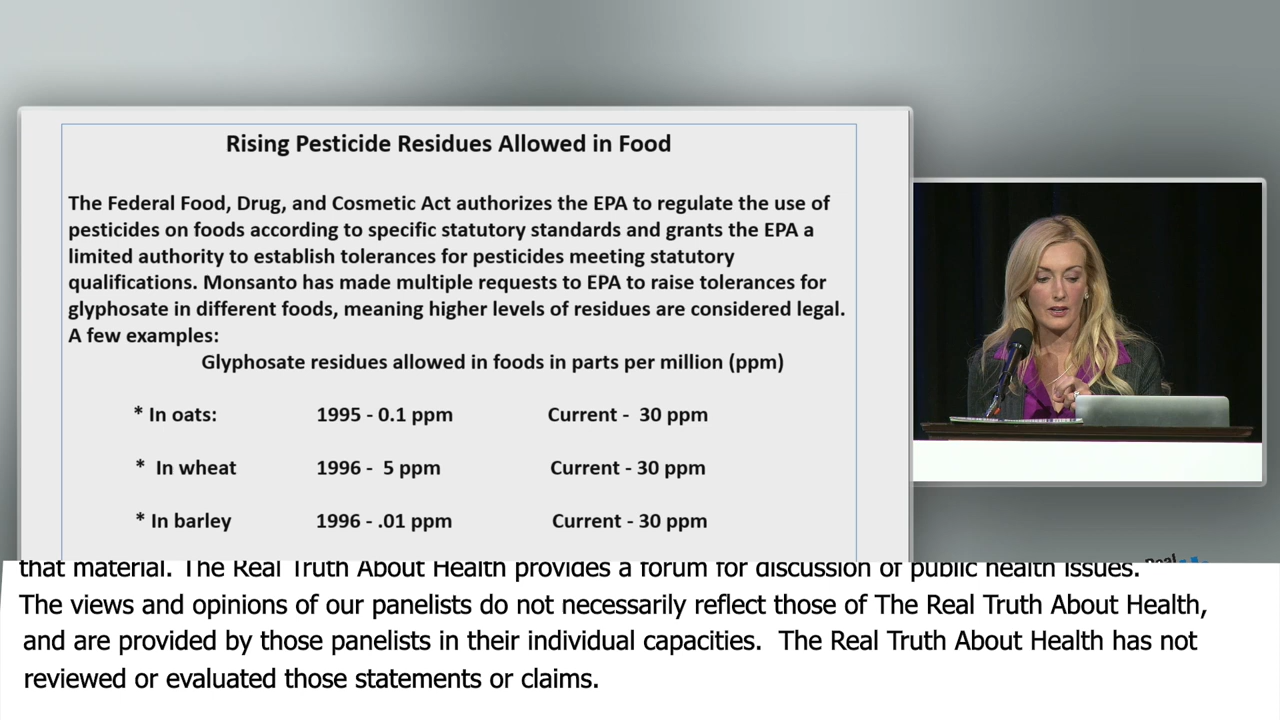 Rising Pesticide Residues Allowed in Food
The Federal Food, Drug, and Cosmetic Act authorizes the EPA to regulate the use of
pesticides on foods according to specific statutory standards and grants the EPA a
limited authority to establish tolerances for pesticides meeting statutory
qualifications. Monsanto has made multiple requests to EPA to raise tolerances for
glyphosate in different foods, meaning higher levels of residues are considered legal.
A few examples:
Glyphosate residues allowed in foods in parts per million (ppm)
* In oats: 1995 - 0.1 ppm Current - 30 ppm
* In wheat 1996 - 5 ppm Current - 30 ppm
* In barley 1996 - .01 ppm Current - 30 ppm
Real
that material. The Real Truth About Health provides a forum for discussion of public health issues.
The views and opinions of our panelists do not necessarily reflect those of The Real Truth About Health,
and are provided by those panelists in their individual capacities. The Real Truth About Health has not
reviewed or evaluated those statements or claims.